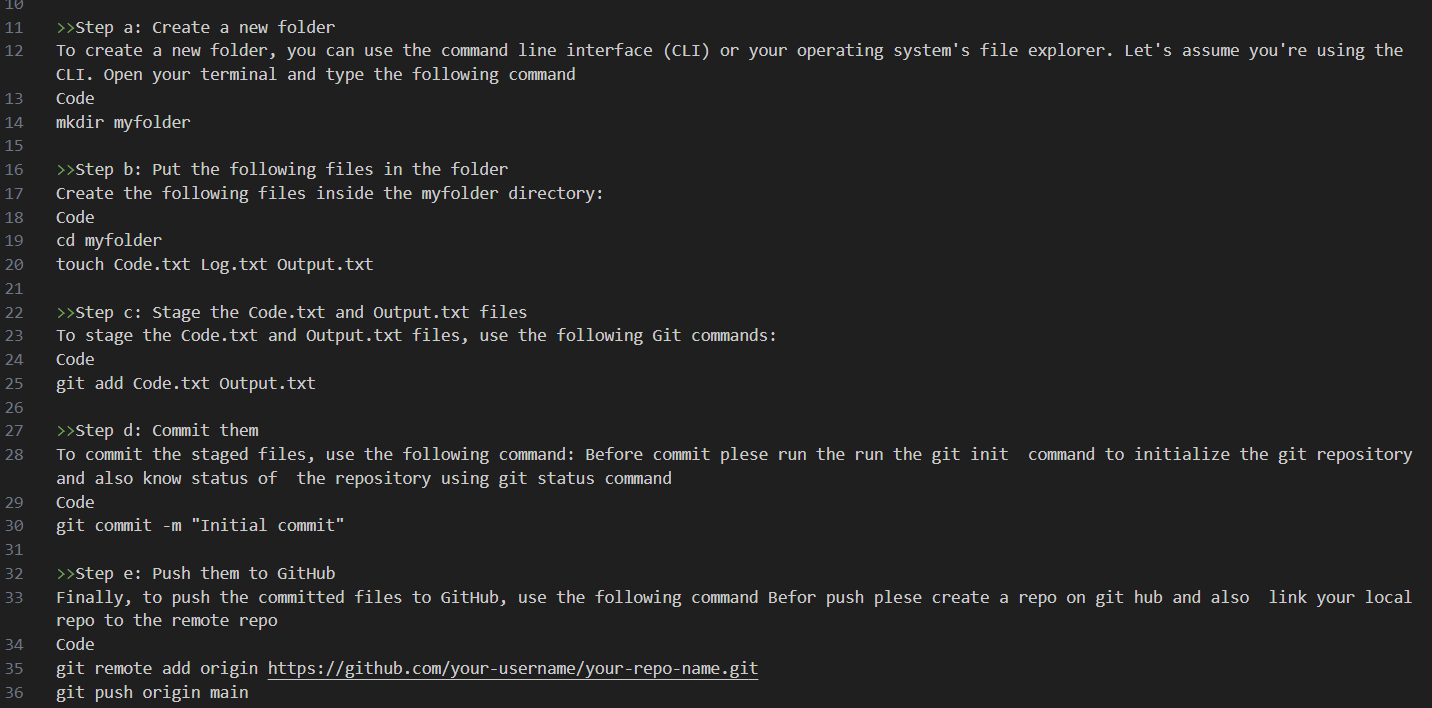 10
11 >>Step a: Create a new folder
12 To create a new folder, you can use the command line interface (CLI) or your operating system's file explorer. Let's assume you're using the
CLI. Open your terminal and type the following command
13 Code
14 mkdir myfolder
15
16 >>Step b: Put the following files in the folder
17 Create the following files inside the myfolder directory:
18 Code
19 cd myfolder
20 touch Code.txt Log.txt Output.txt
21
22 >>Step c: Stage the Code.txt and Output.txt files
23 To stage the Code.txt and Output.txt files, use the following Git commands:
24 Code
25 git add Code.txt Output.txt
26
27 >>Step d: Commit them
28 To commit the staged files, use the following command: Before commit plese run the run the git init  command to initialize the git repository
and also know status of  the repository using git status command
29 Code
30 git commit -m "Initial commit"
31
32 >>Step e: Push them to GitHub
33 Finally, to push the committed files to GitHub, use the following command Befor push plese create a repo on git hub and also  link your local
repo to the remote repo
34 Code
35 git remote add origin https://github.com/your-username/your-repo-name.git
36 git push origin main